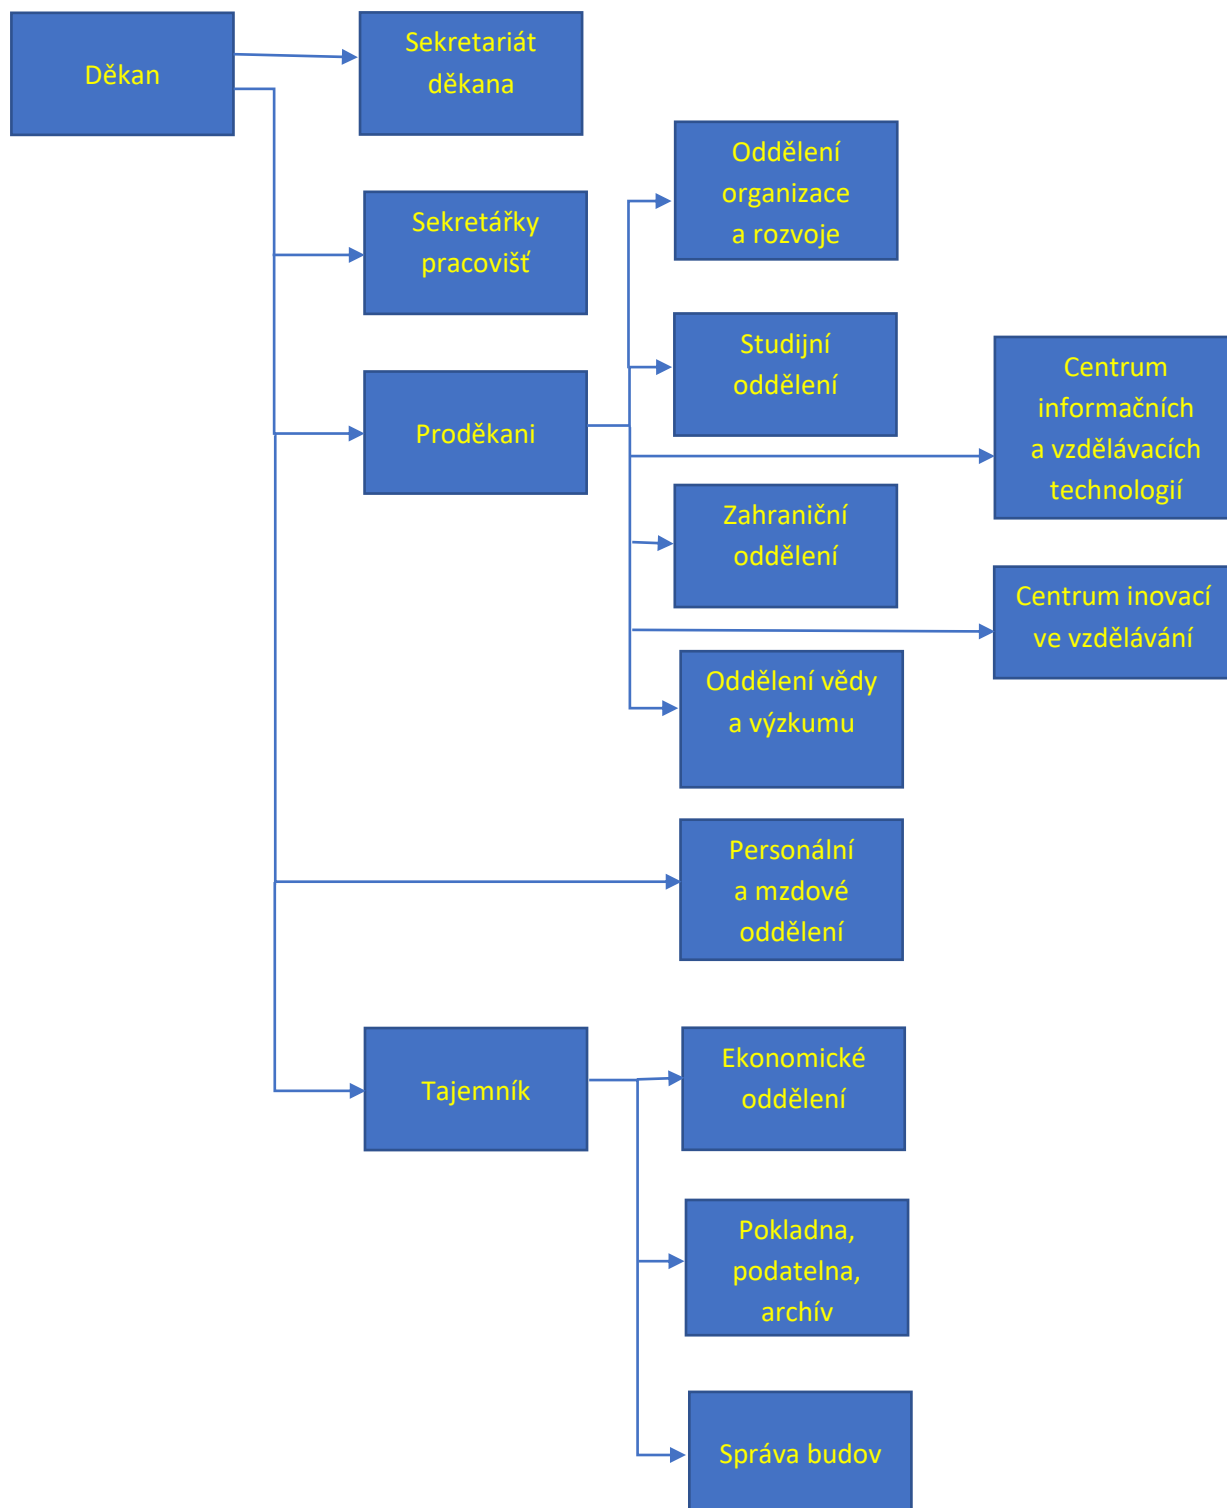 Děkan
Sekretariát
děkana
Oddělení
organizace
a rozvoje
Sekretářky
pracovišť
Studijní
oddělení
Centrum
informačních
a vzdělávacích
technologií
Proděkani
Zahraniční
oddělení
Centrum inovací
ve vzdělávání
Oddělení vědy
a výzkumu
Personální
a mzdové
oddělení
Tajemník
Ekonomické
oddělení
Pokladna,
podatelna,
archív
Správa budov